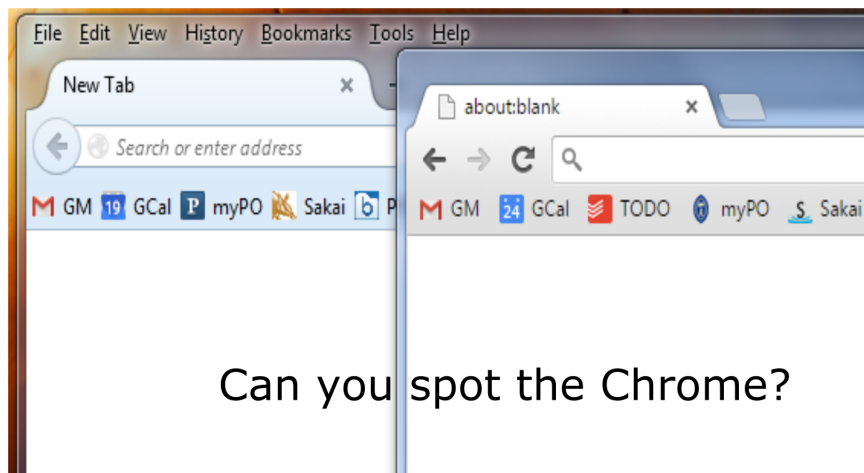 File Edit View History Bookmarks Tools Help
New Tab
Search or enter address
GM 19 GCal P myPO Sakai b P
about:blank
GM 24 GCal TODO myPO S Sakai
Can you spot the Chrome?